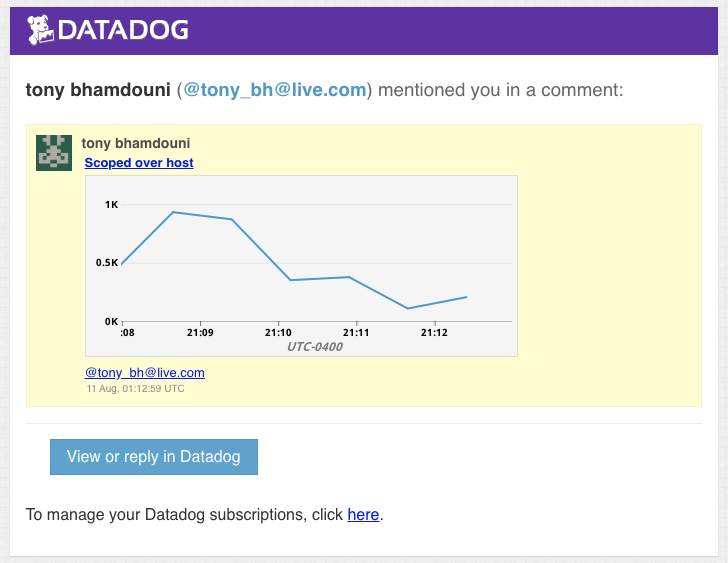 DATADOG
tony bhamdouni (@tony_bh@live.com) mentioned you in a comment:
tony bhamdouni
Scoped over host
1K
0.5K
0K
:08 21:09 21:10 21:11 21:12
UTC-0400
@tony_bh@live.com
11 Aug, 01:12:59 UTC
View or reply in Datadog
To manage your Datadog subscriptions, click here.